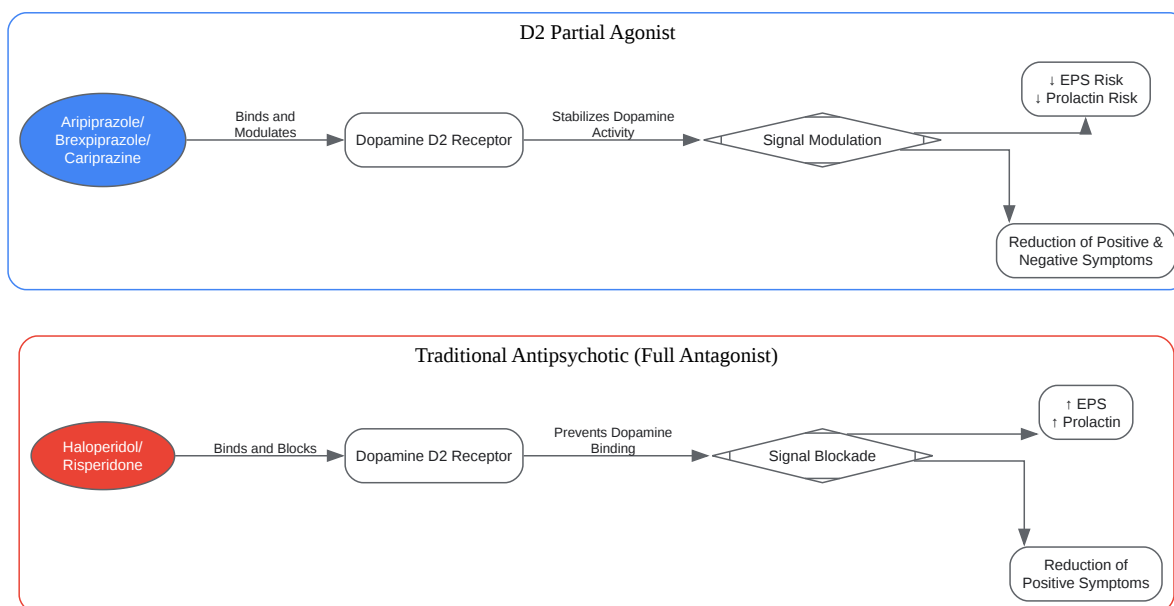 D2 Partial Agonist
Aripiprazole/
Brexpiprazole/
Cariprazine
Binds and
Modulates
Dopamine D2 Receptor
Stabilizes Dopamine
Activity
Signal Modulation
↓ EPS Risk
↓ Prolactin Risk
Reduction of Positive &
Negative Symptoms
Traditional Antipsychotic (Full Antagonist)
Haloperidol/
Risperidone
Binds and Blocks
Dopamine D2 Receptor
Prevents Dopamine
Binding
Signal Blockade
↑ EPS
↑ Prolactin
Reduction of
Positive Symptoms